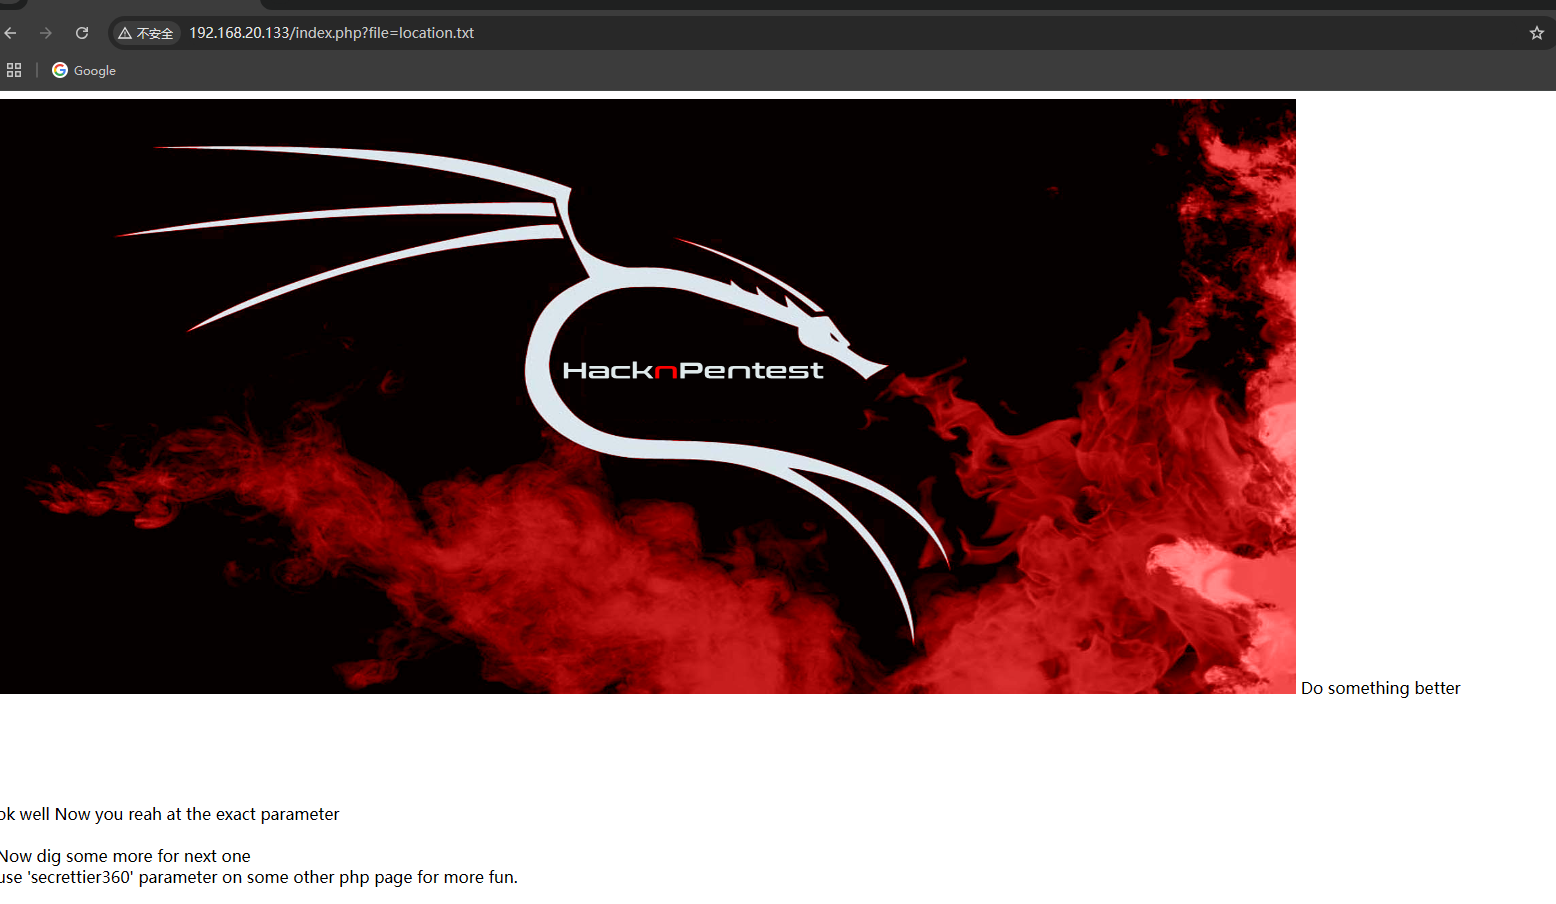 不安全 192.168.20.133/index.php?file=location.txt
Google
HacknPentest
Do something better
ok well Now you reah at the exact parameter
Now dig some more for next one
use 'secrettier360' parameter on some other php page for more fun.